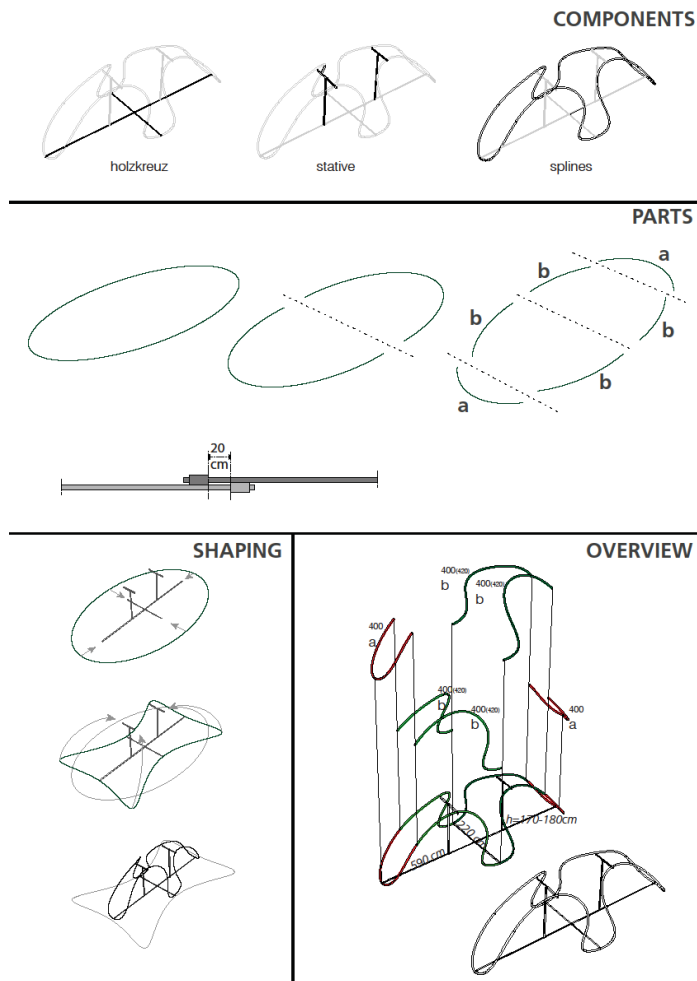 COMPONENTS
holzkreuz
stative
splines
PARTS
a
b
b
b
b
a
20
cm
SHAPING
OVERVIEW
400(420)
b
400(420)
b
400
a
400(420)
b
400(420)
b
400
a
h=170-180cm
220 cm
590 cm